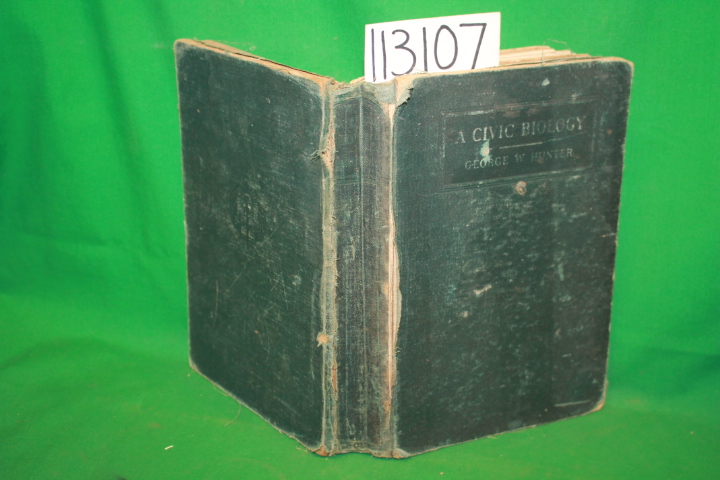 113107
A CIVIC BIOLOGY
GEORGE W. HUNTER